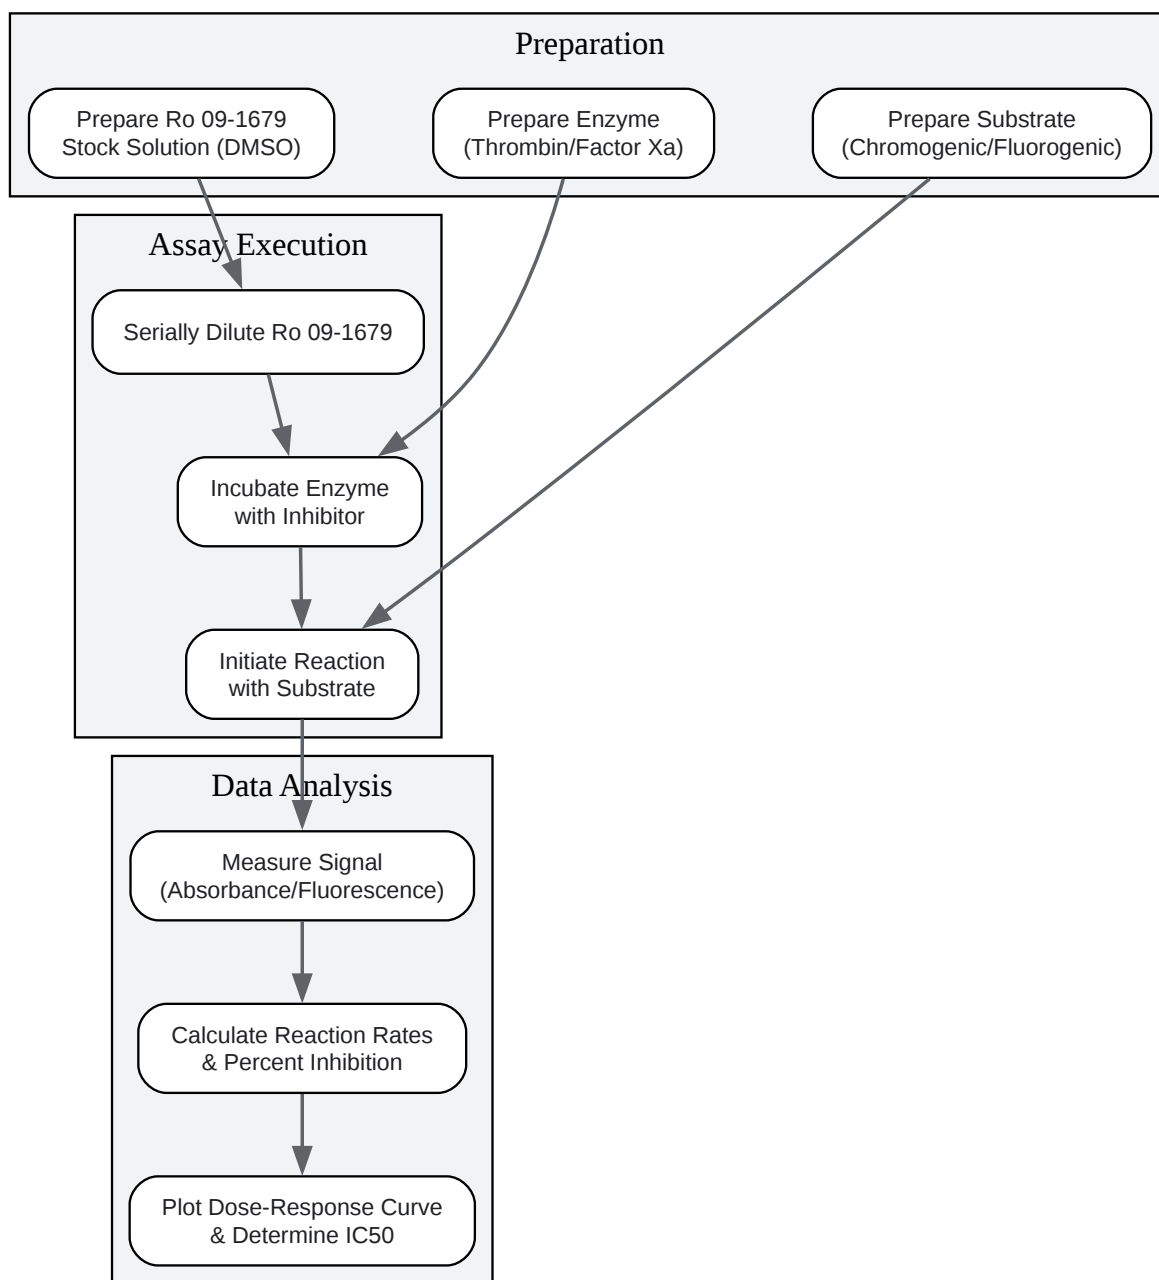 Preparation
Prepare Ro 09-1679
Stock Solution (DMSO)
Prepare Enzyme
(Thrombin/Factor Xa)
Prepare Substrate
(Chromogenic/Fluorogenic)
Assay Execution
Serially Dilute Ro 09-1679
Incubate Enzyme
with Inhibitor
Initiate Reaction
with Substrate
Data Analysis
Measure Signal
(Absorbance/Fluorescence)
Calculate Reaction Rates
& Percent Inhibition
Plot Dose-Response Curve
& Determine IC50